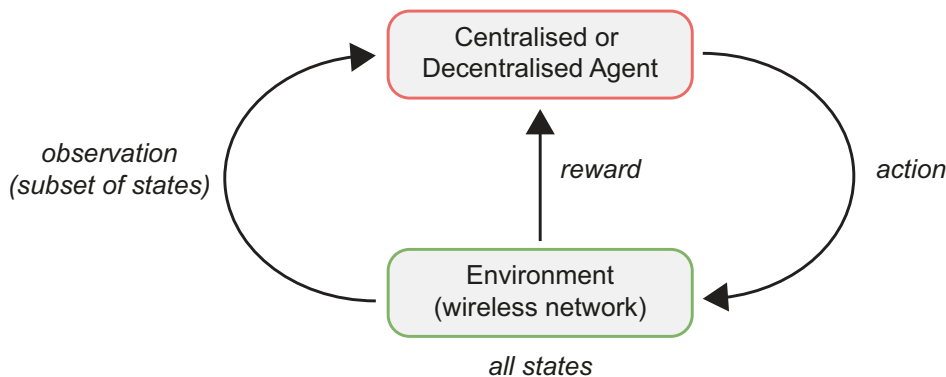 Centralised or
Decentralised Agent
observation
(subset of states)
reward
action
Environment
(wireless network)
all states